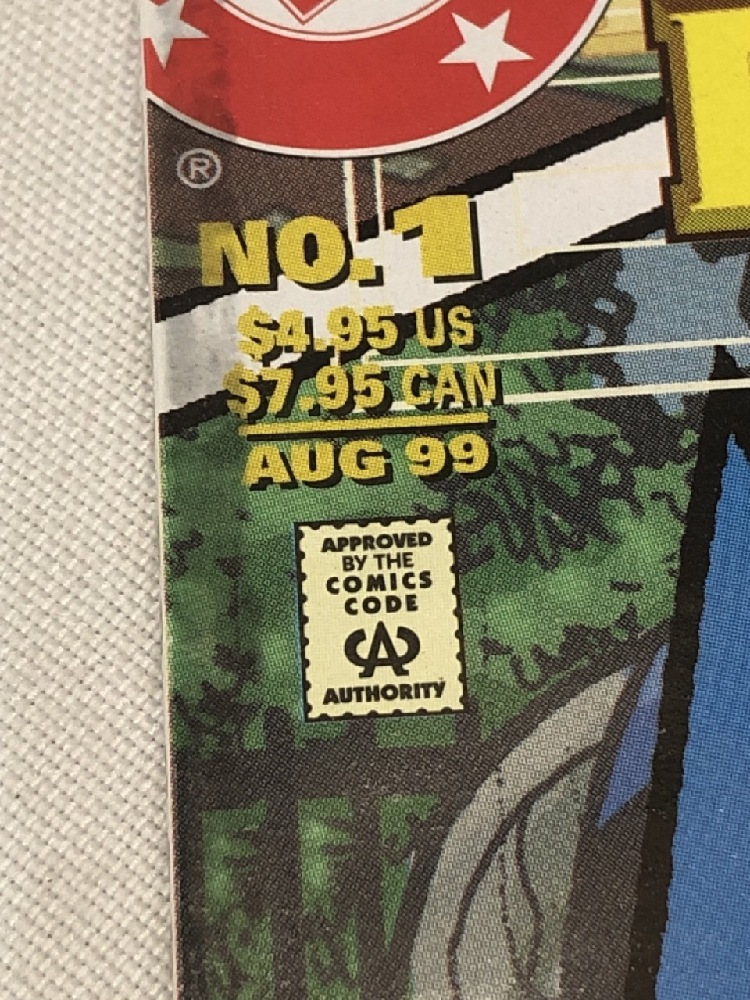 ®
NO. 1
$4.95 US
$7.95 CAN
AUG 99
APPROVED
BY THE
COMICS
CODE
CA
AUTHORITY